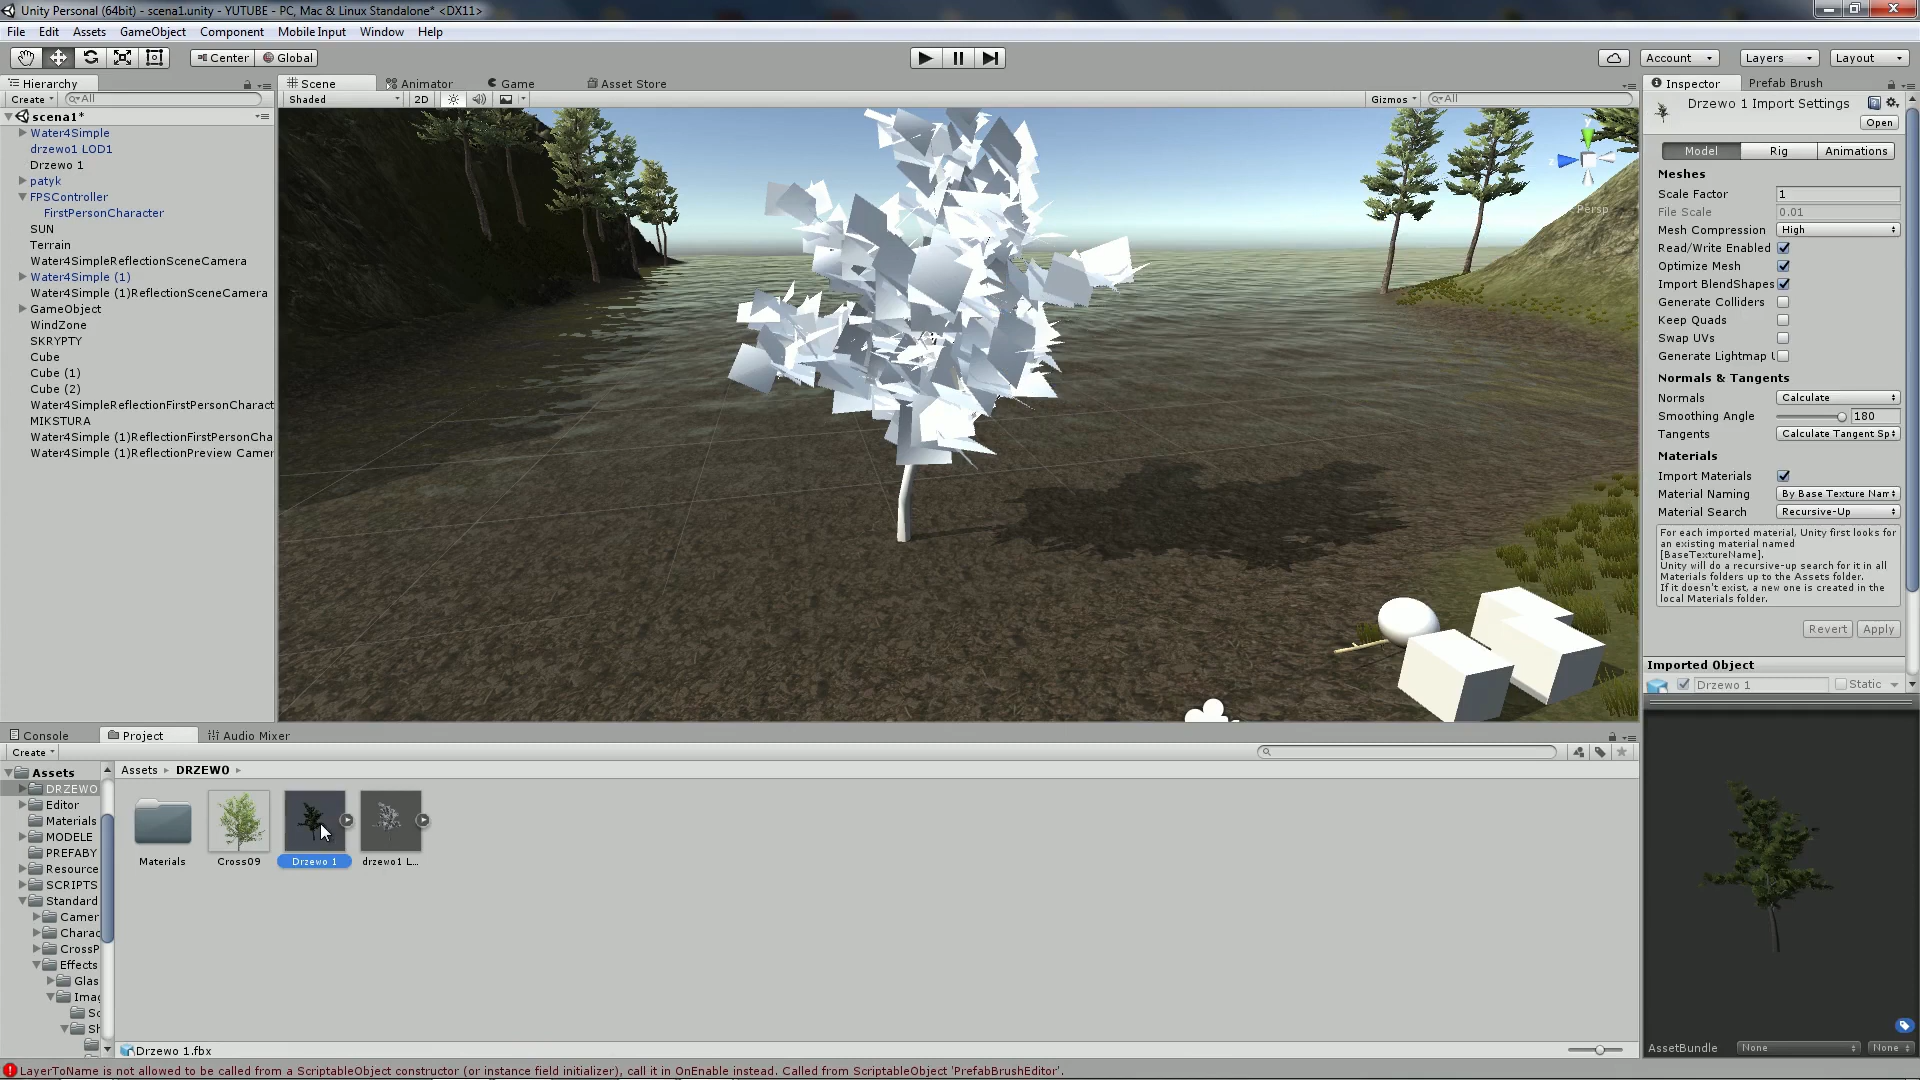 Unity Personal (64bit) - scena1.unity - YUTUBE - PC, Mac & Linux Standalone* <DX11>
File Edit Assets GameObject Component Mobile Input Window Help
Center Global Account Layers Layout
Hierarchy
Create All
scena1*
Water4Simple
drzewo1 LOD1
Drzewo 1
patyk
FPSController
FirstPersonCharacter
SUN
Terrain
Water4SimpleReflectionSceneCamera
Water4Simple (1)
Water4Simple (1)ReflectionSceneCamera
GameObject
WindZone
SKRYPTY
Cube
Cube (1)
Cube (2)
Water4SimpleReflectionFirstPersonCharact
MIKSTURA
Water4Simple (1)ReflectionFirstPersonCha
Water4Simple (1)ReflectionPreview Camer
Scene Animator Game Asset Store
Shaded 2D Gizmos All
y
z
Persp
Inspector Prefab Brush
Drzewo 1 Import Settings
Open
Model Rig Animations
Meshes
Scale Factor 1
File Scale 0.01
Mesh Compression High
Read/Write Enabled
Optimize Mesh
Import BlendShapes
Generate Colliders
Keep Quads
Swap UVs
Generate Lightmap U
Normals & Tangents
Normals Calculate
Smoothing Angle 180
Tangents Calculate Tangent Sp
Materials
Import Materials
Material Naming By Base Texture Nam
Material Search Recursive-Up
For each imported material, Unity first looks for
an existing material named
[BaseTextureName].
Unity will do a recursive-up search for it in all
Materials folders up to the Assets folder.
If it doesn't exist, a new one is created in the
local Materials folder.
Revert Apply
Imported Object
Drzewo 1 Static
AssetBundle None None
Console Project Audio Mixer
Create
Assets
DRZEWO
Editor
Materials
MODELE
PREFABY
Resource
SCRIPTS
Standard
Camer
Charac
CrossP
Effects
Glas
Imag
Sc
Sh
Assets DRZEWO
Materials Cross09 Drzewo 1 drzewo1 L...
Drzewo 1.fbx
LayerToName is not allowed to be called from a ScriptableObject constructor (or instance field initializer), call it in OnEnable instead. Called from ScriptableObject 'PrefabBrushEditor'.